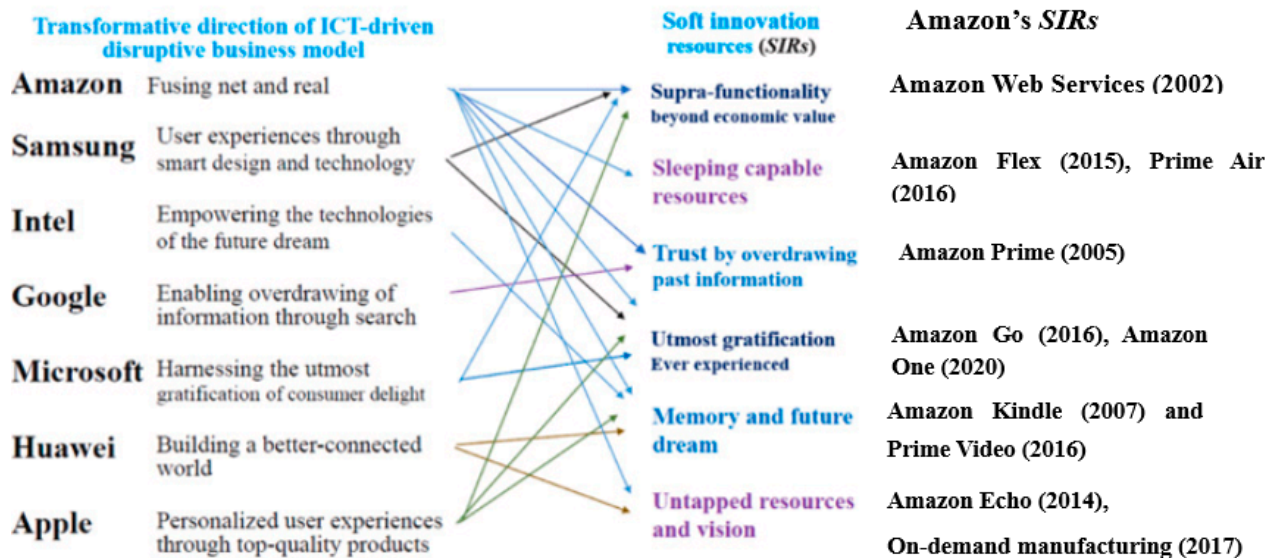 Transformative direction of ICT-driven
disruptive business model
Soft innovation
resources (SIRs)
Amazon's SIRs
Amazon Fusing net and real
Supra-functionality
beyond economic value
Amazon Web Services (2002)
Samsung User experiences through
smart design and technology
Sleeping capable
resources
Amazon Flex (2015), Prime Air
(2016)
Intel Empowering the technologies
of the future dream
Trust by overdrawing
past information
Amazon Prime (2005)
Google Enabling overdrawing of
information through search
Utmost gratification
Ever experienced
Amazon Go (2016), Amazon
One (2020)
Microsoft Harnessing the utmost
gratification of consumer delight
Memory and future
dream
Amazon Kindle (2007) and
Prime Video (2016)
Huawei Building a better-connected
world
Untapped resources
and vision
Amazon Echo (2014),
On-demand manufacturing (2017)
Apple Personalized user experiences
through top-quality products